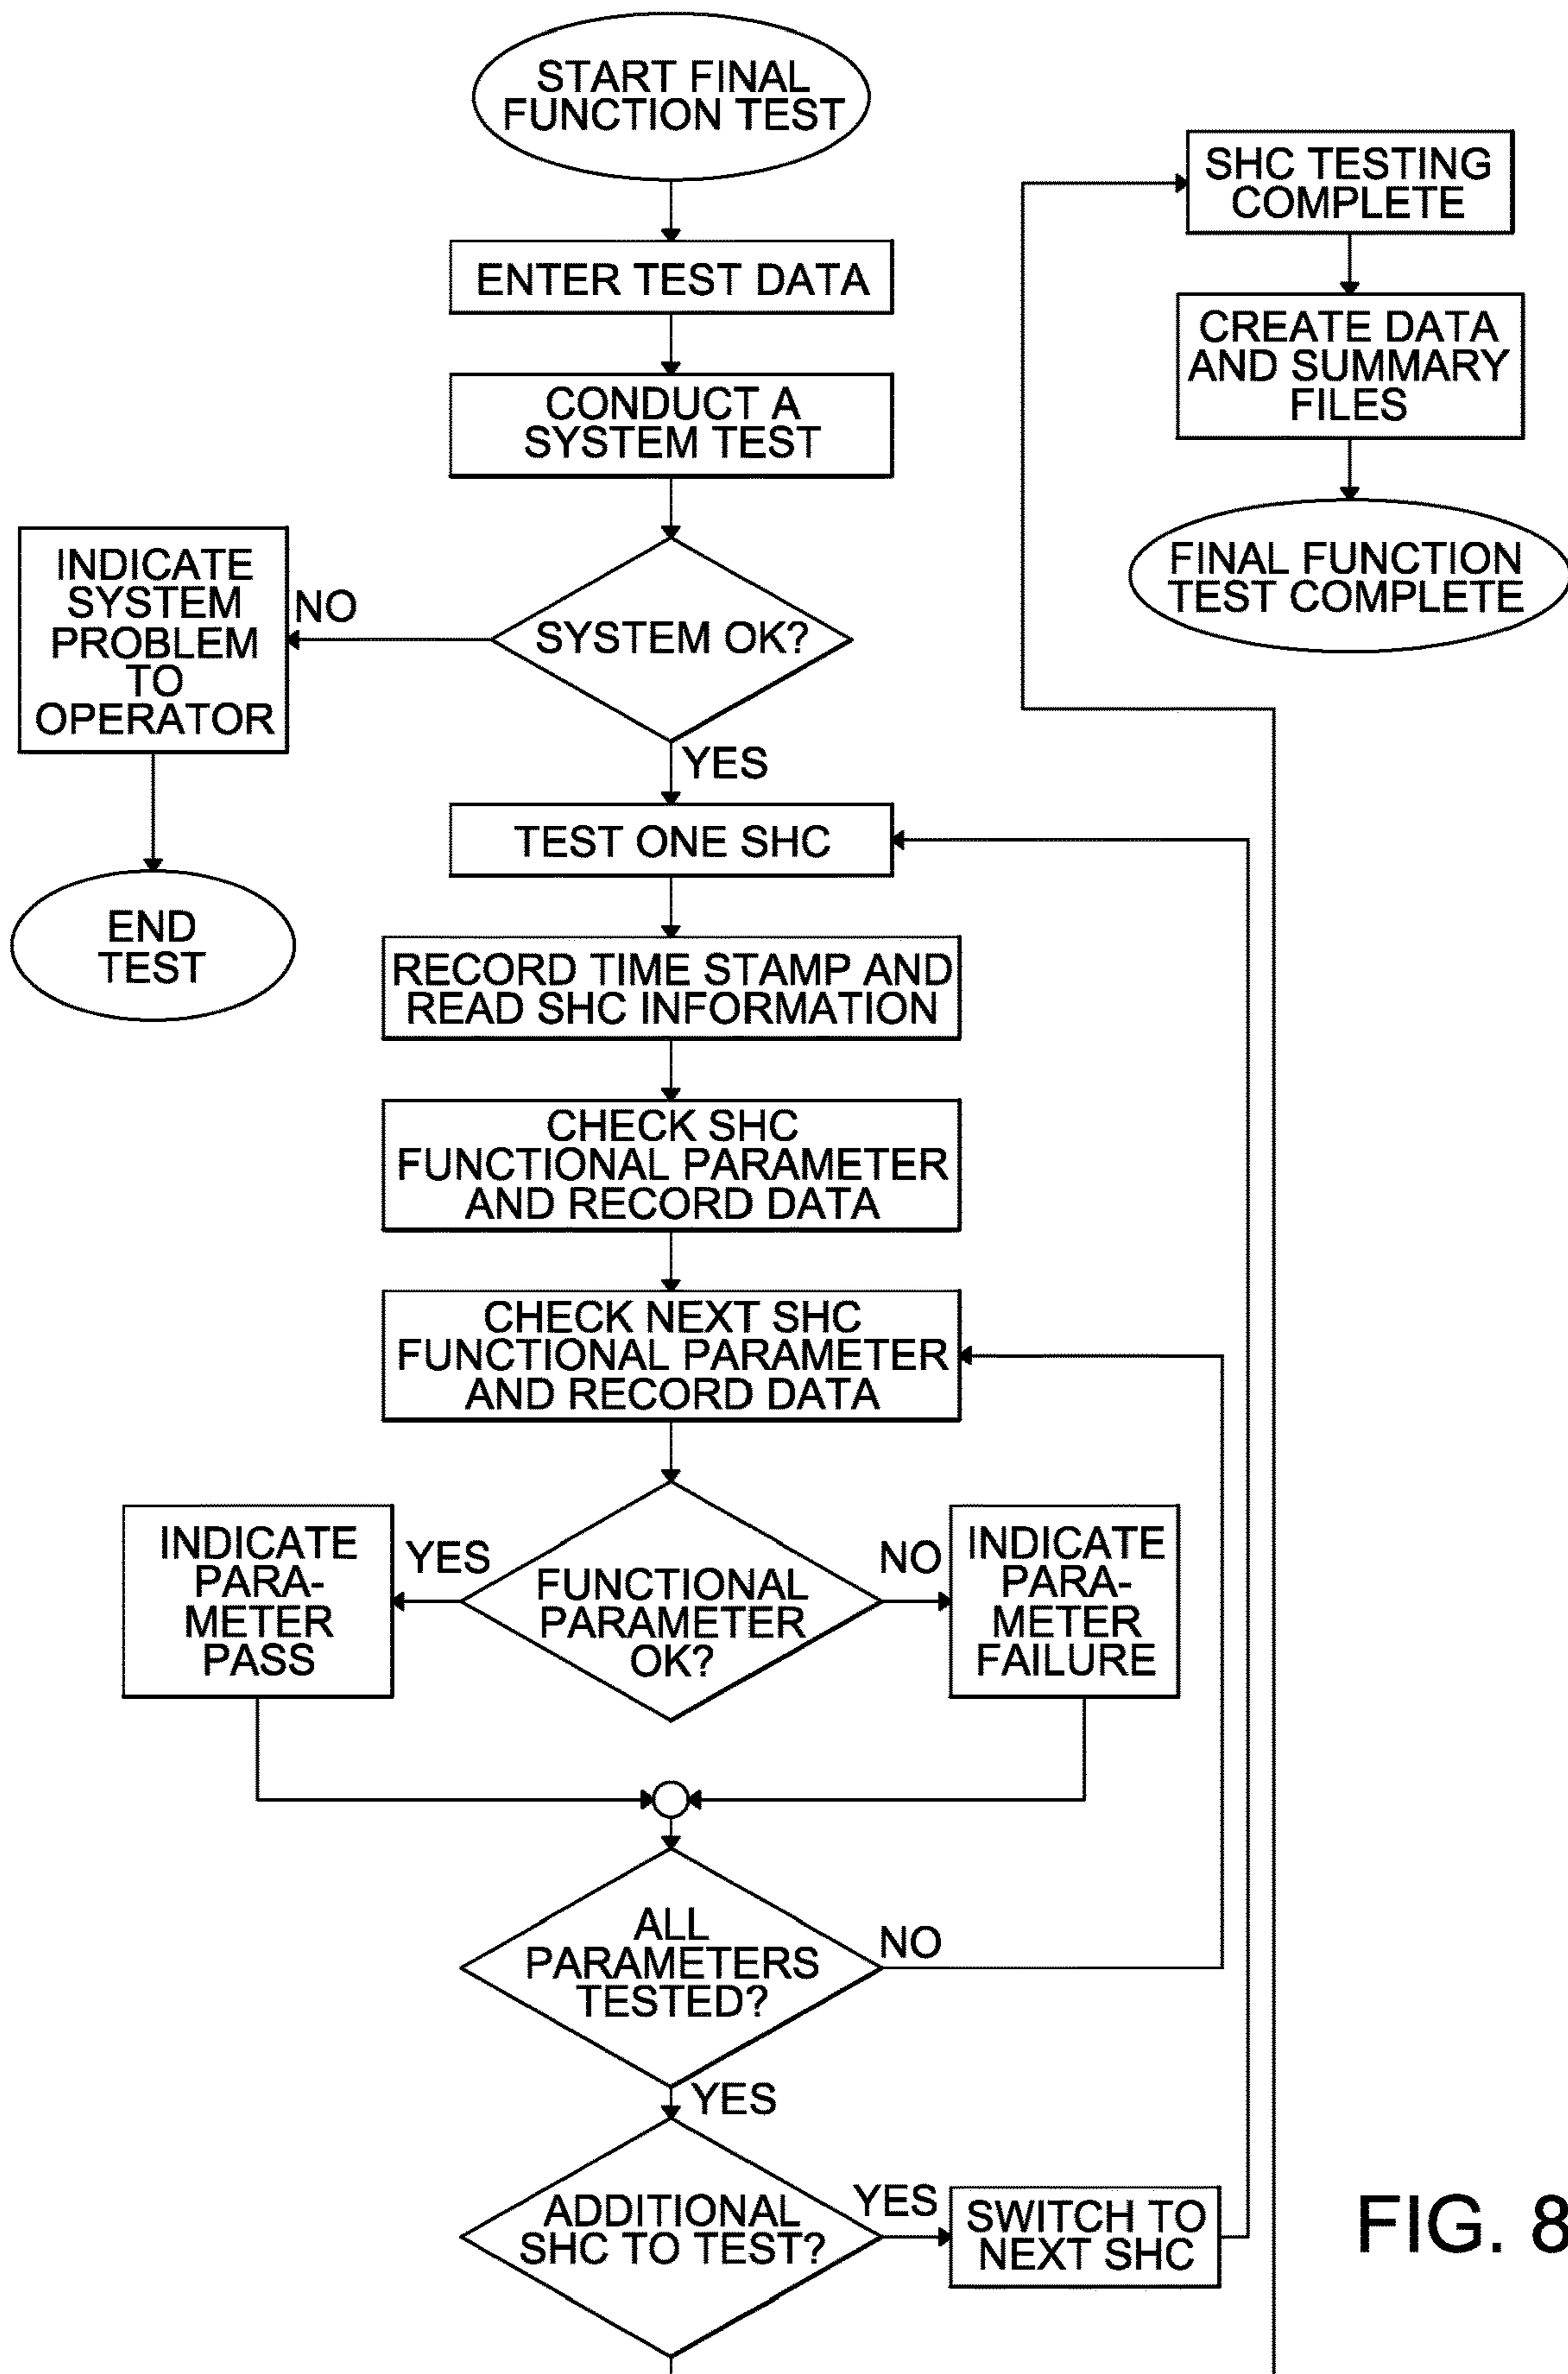 START FINAL
FUNCTION TEST
ENTER TEST DATA
CONDUCT A
SYSTEM TEST
SYSTEM OK?
NO
INDICATE
SYSTEM
PROBLEM
TO
OPERATOR
END
TEST
YES
TEST ONE SHC
RECORD TIME STAMP AND
READ SHC INFORMATION
CHECK SHC
FUNCTIONAL PARAMETER
AND RECORD DATA
CHECK NEXT SHC
FUNCTIONAL PARAMETER
AND RECORD DATA
FUNCTIONAL
PARAMETER
OK?
YES
INDICATE
PARA-
METER
PASS
NO
INDICATE
PARA-
METER
FAILURE
ALL
PARAMETERS
TESTED?
NO
YES
ADDITIONAL
SHC TO TEST?
YES
SWITCH TO
NEXT SHC
SHC TESTING
COMPLETE
CREATE DATA
AND SUMMARY
FILES
FINAL FUNCTION
TEST COMPLETE
FIG. 8